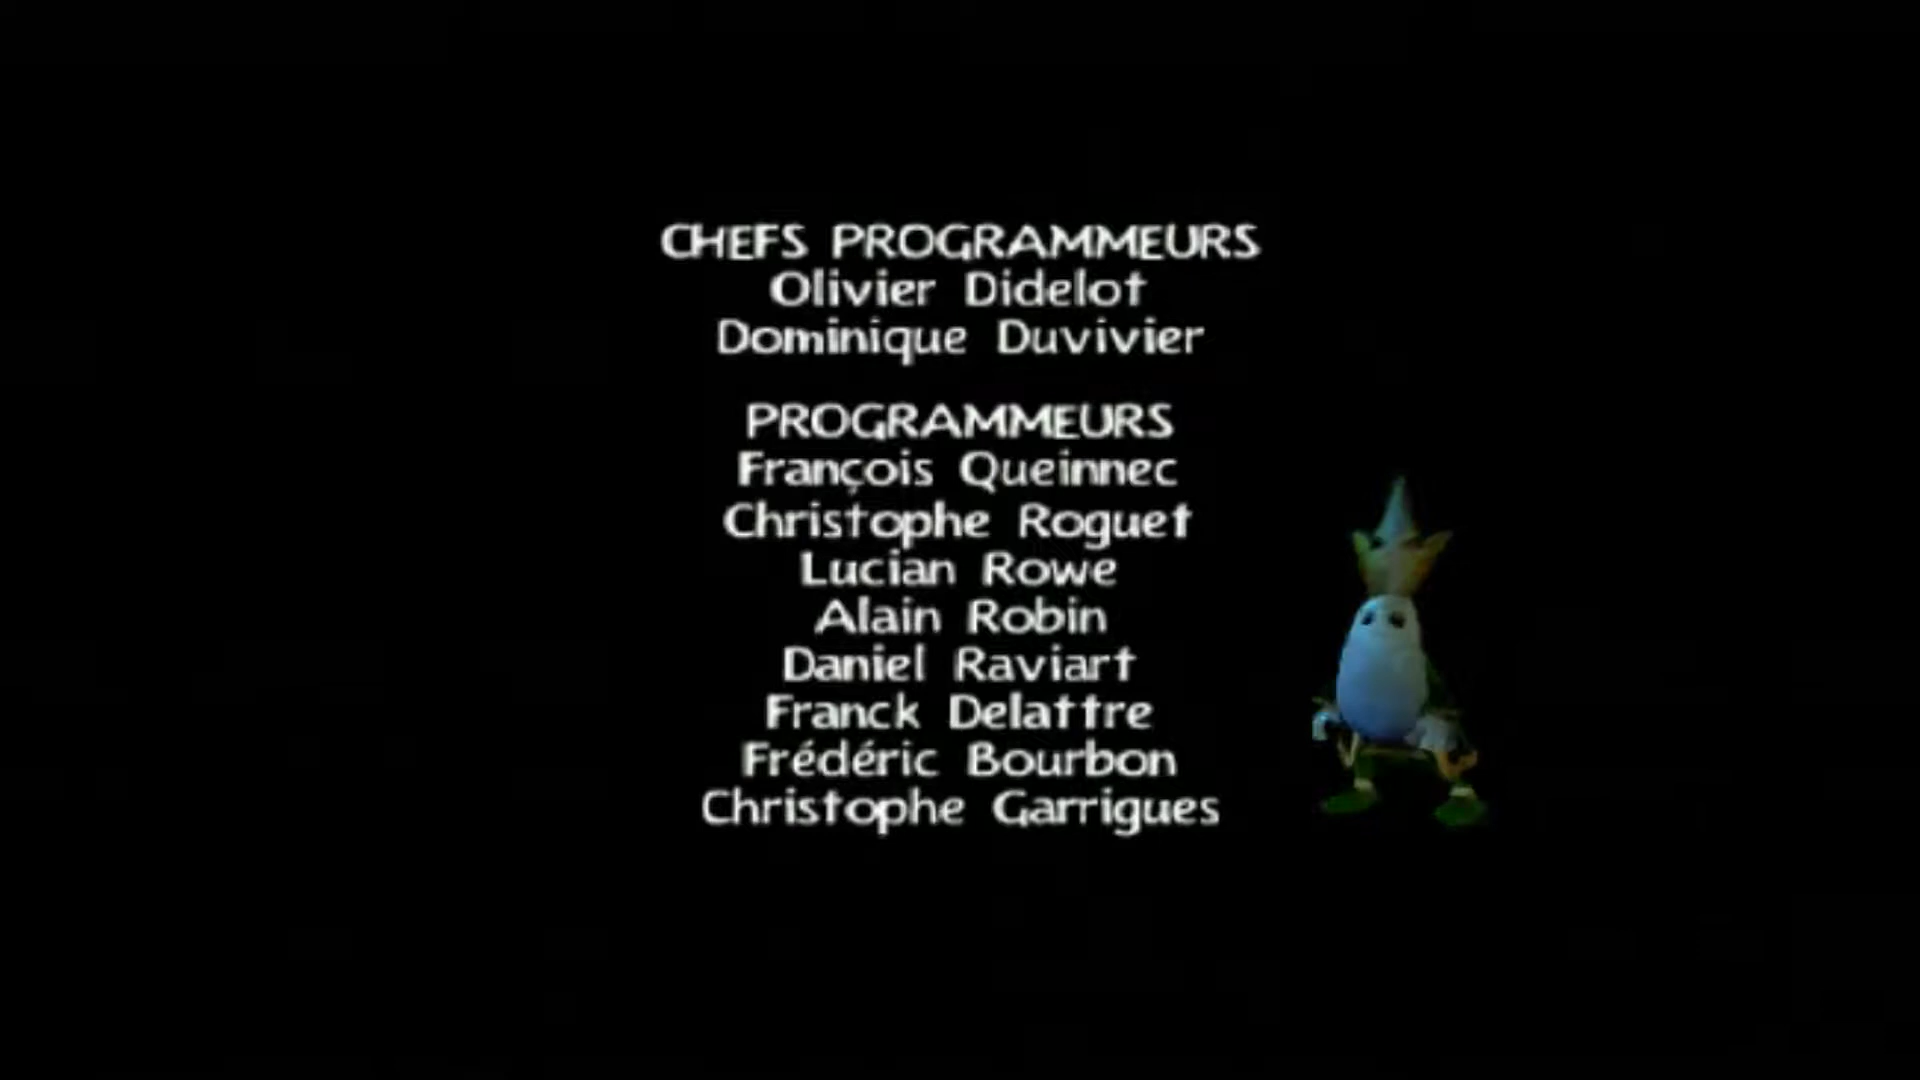 CHEFS PROGRAMMEURS
Olivier Didelot
Dominique Duvivier
PROGRAMMEURS
François Queinnec
Christophe Roguet
Lucian Rowe
Alain Robin
Daniel Raviart
Franck Delattre
Frédéric Bourbon
Christophe Garrigues